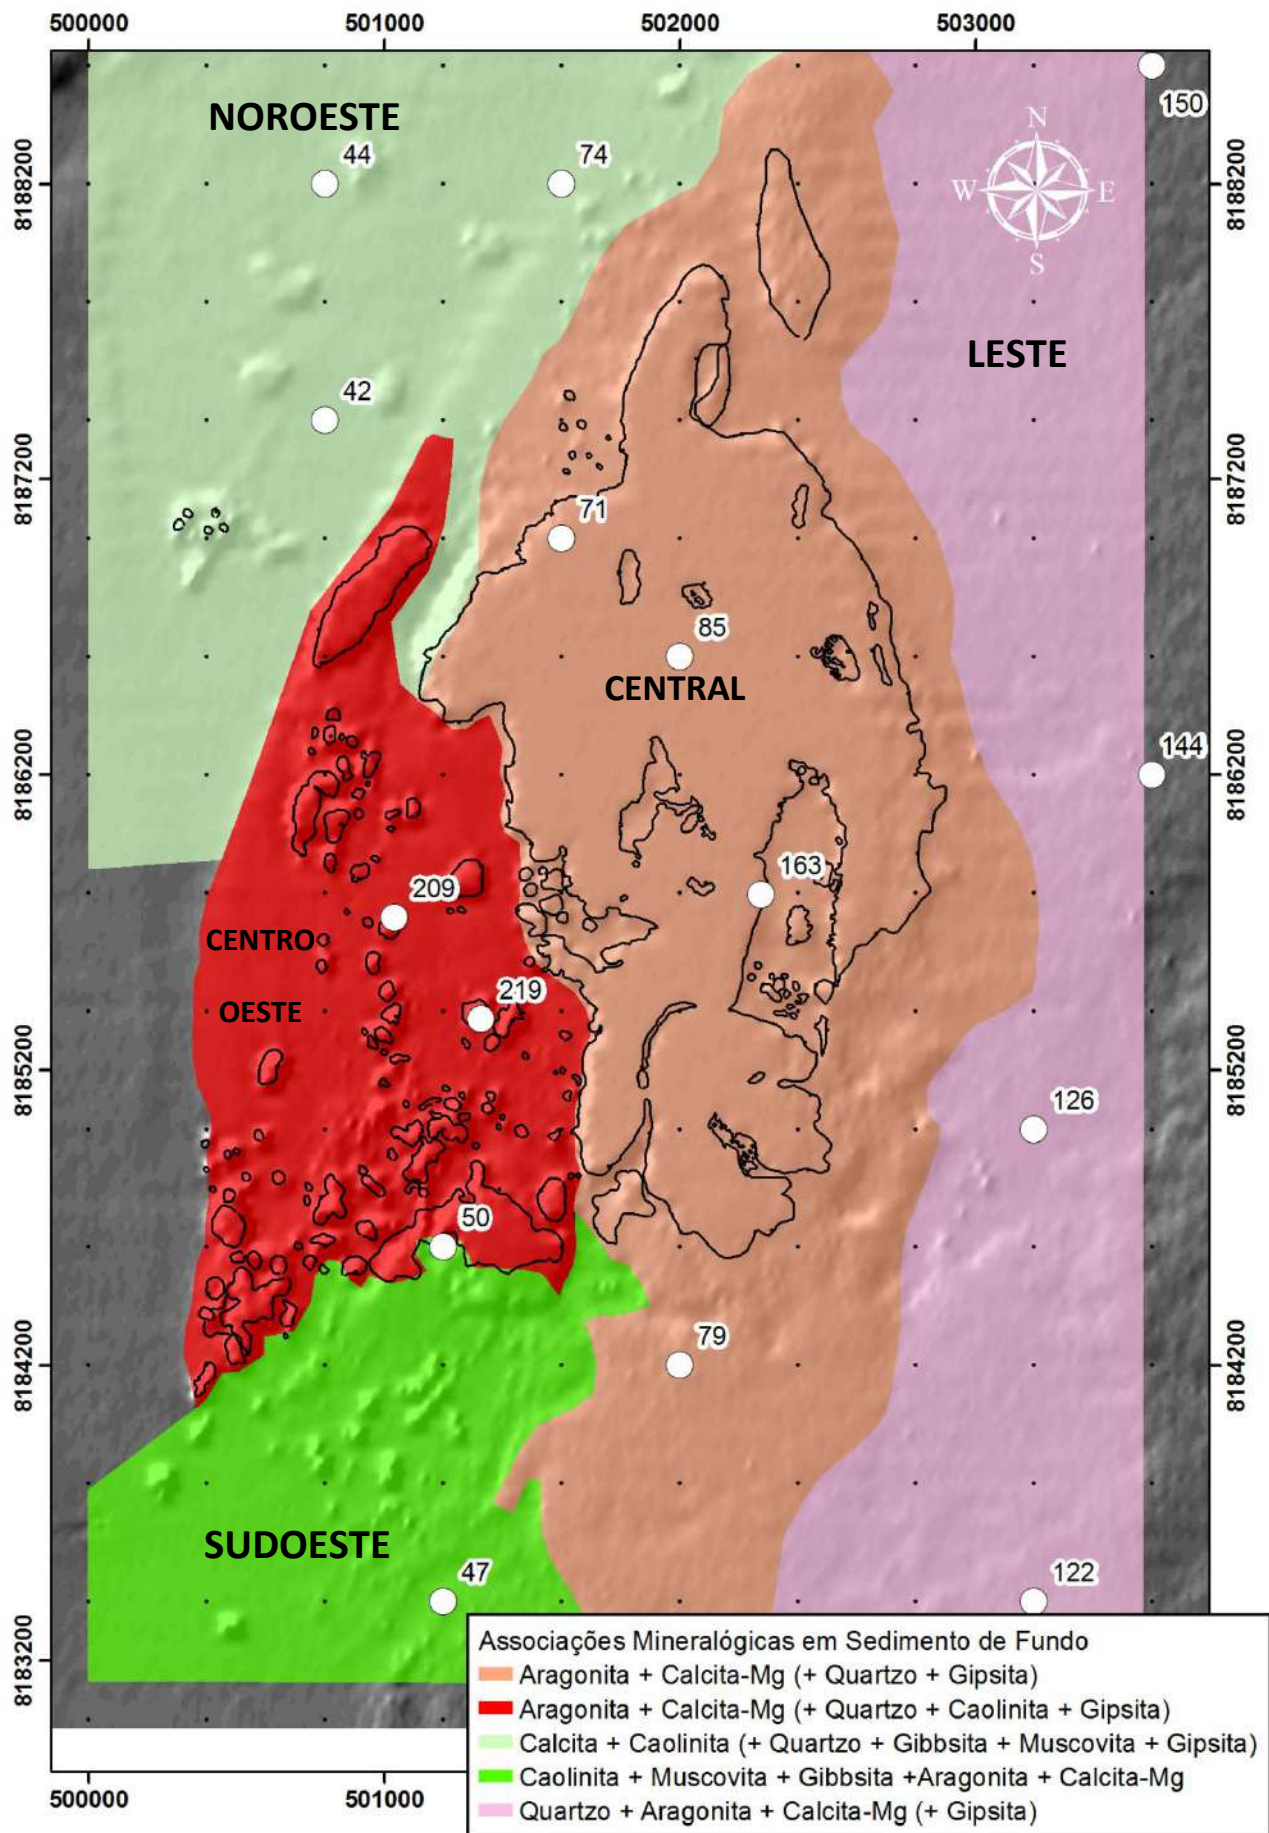 500000 501000 502000 503000
150
NOROESTE
44
74
N
W E
S
8188200
8188200
LESTE
42
8187200
8187200
71
85
CENTRAL
144
8186200
8186200
163
209
CENTRO
OESTE
219
8185200
8185200
126
50
79
8184200
8184200
SUDOESTE
47
122
8183200
8183200
Associações Mineralógicas em Sedimento de Fundo
Aragonita + Calcita-Mg (+ Quartzo + Gipsita)
Aragonita + Calcita-Mg (+ Quartzo + Caolinita + Gipsita)
Calcita + Caolinita (+ Quartzo + Gibbsita + Muscovita + Gipsita)
Caolinita + Muscovita + Gibbsita +Aragonita + Calcita-Mg
Quartzo + Aragonita + Calcita-Mg (+ Gipsita)
500000 501000